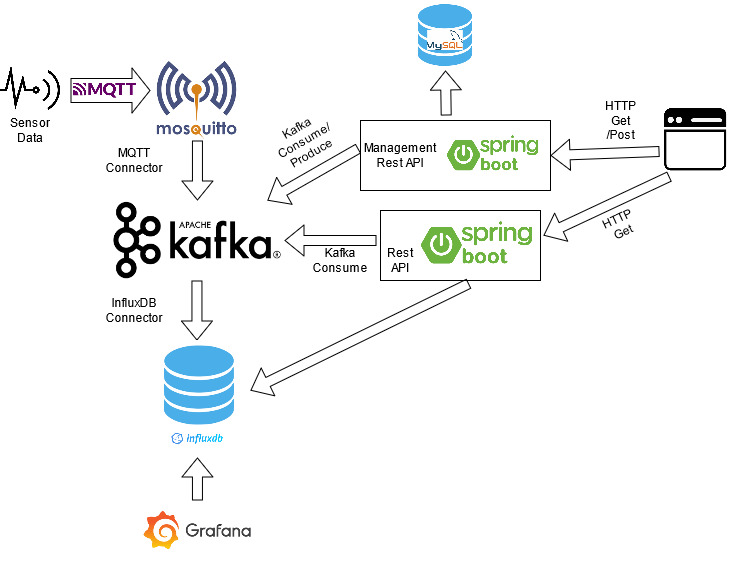 MySQL
HTTP
Get
/Post
MQTT
Sensor
Data
mosquitto
Kafka
Consume/
Produce
Management
Rest API
spring
boot
MQTT
Connector
APACHE
kafka®
Kafka
Consume
Rest
API
spring
boot
HTTP
Get
InfluxDB
Connector
influxdb
Grafana